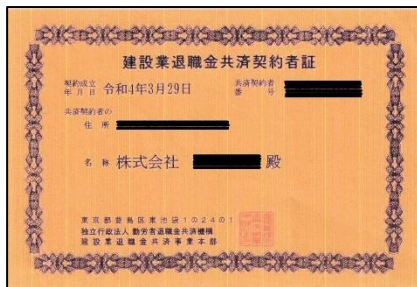 建設業退職金共済契約者証
契約成立年月日 令和4年3月29日
共済契約者番号
共済契約者の
住所
名称 株式会社 殿
東京都豊島区東池袋1の24の1
独立行政法人 勤労者退職金共済機構
建設業退職金共済事業本部